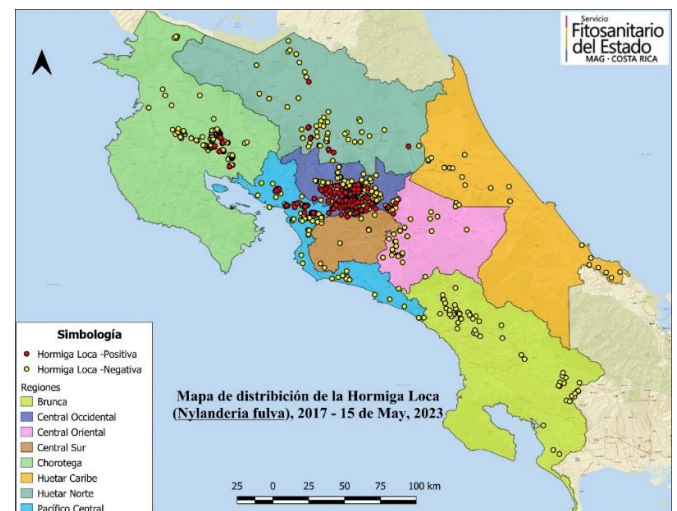 Servicio
Fitosanitario
del Estado
MAG · COSTA RICA
Simbología
Hormiga Loca -Positiva
Hormiga Loca -Negativa
Regiones
Brunca
Central Occidental
Central Oriental
Central Sur
Chorotega
Huetar Caribe
Huetar Norte
Pacífico Central
Mapa de distribición de la Hormiga Loca
(Nylanderia fulva), 2017 - 15 de May, 2023
25 0 25 50 75 100 km